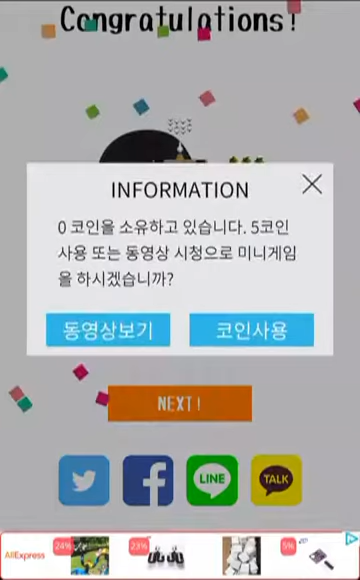 Congratulations!
INFORMATION
0 코인을 소유하고 있습니다. 5코인
사용 또는 동영상 시청으로 미니게임
을 하시겠습니까?
동영상보기 코인사용
NEXT!
LINE TALK
AliExpress 24% 23% 5%